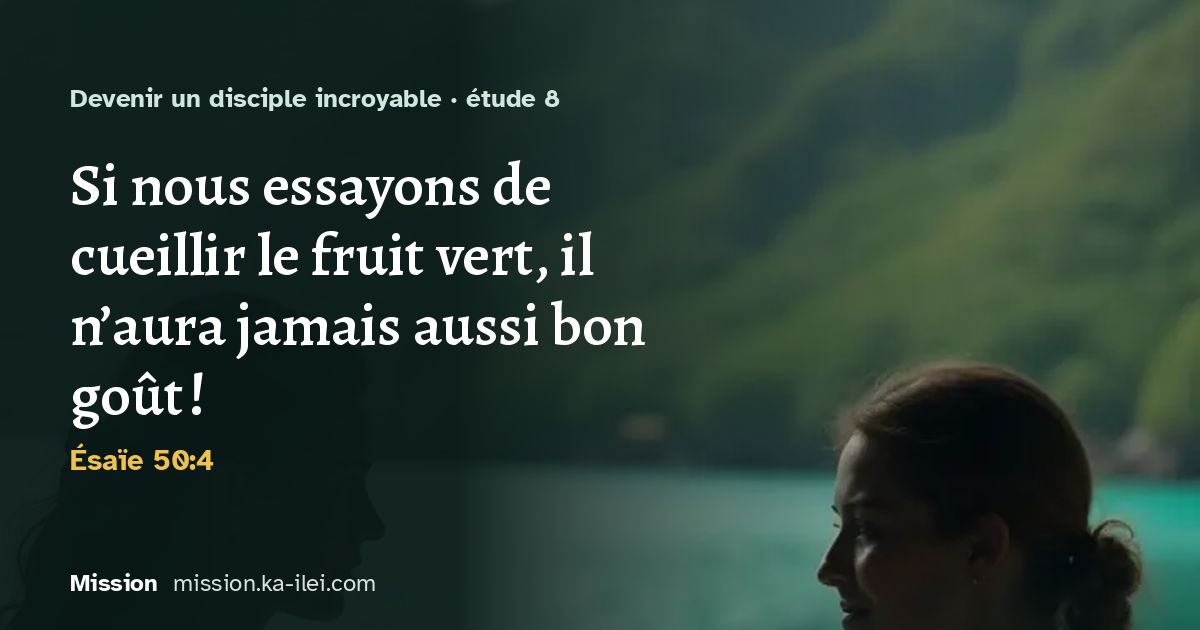 Devenir un disciple incroyable · étude 8
Si nous essayons de
cueillir le fruit vert, il
n’aura jamais aussi bon
goût !
Ésaïe 50:4
Mission mission.ka-ilei.com